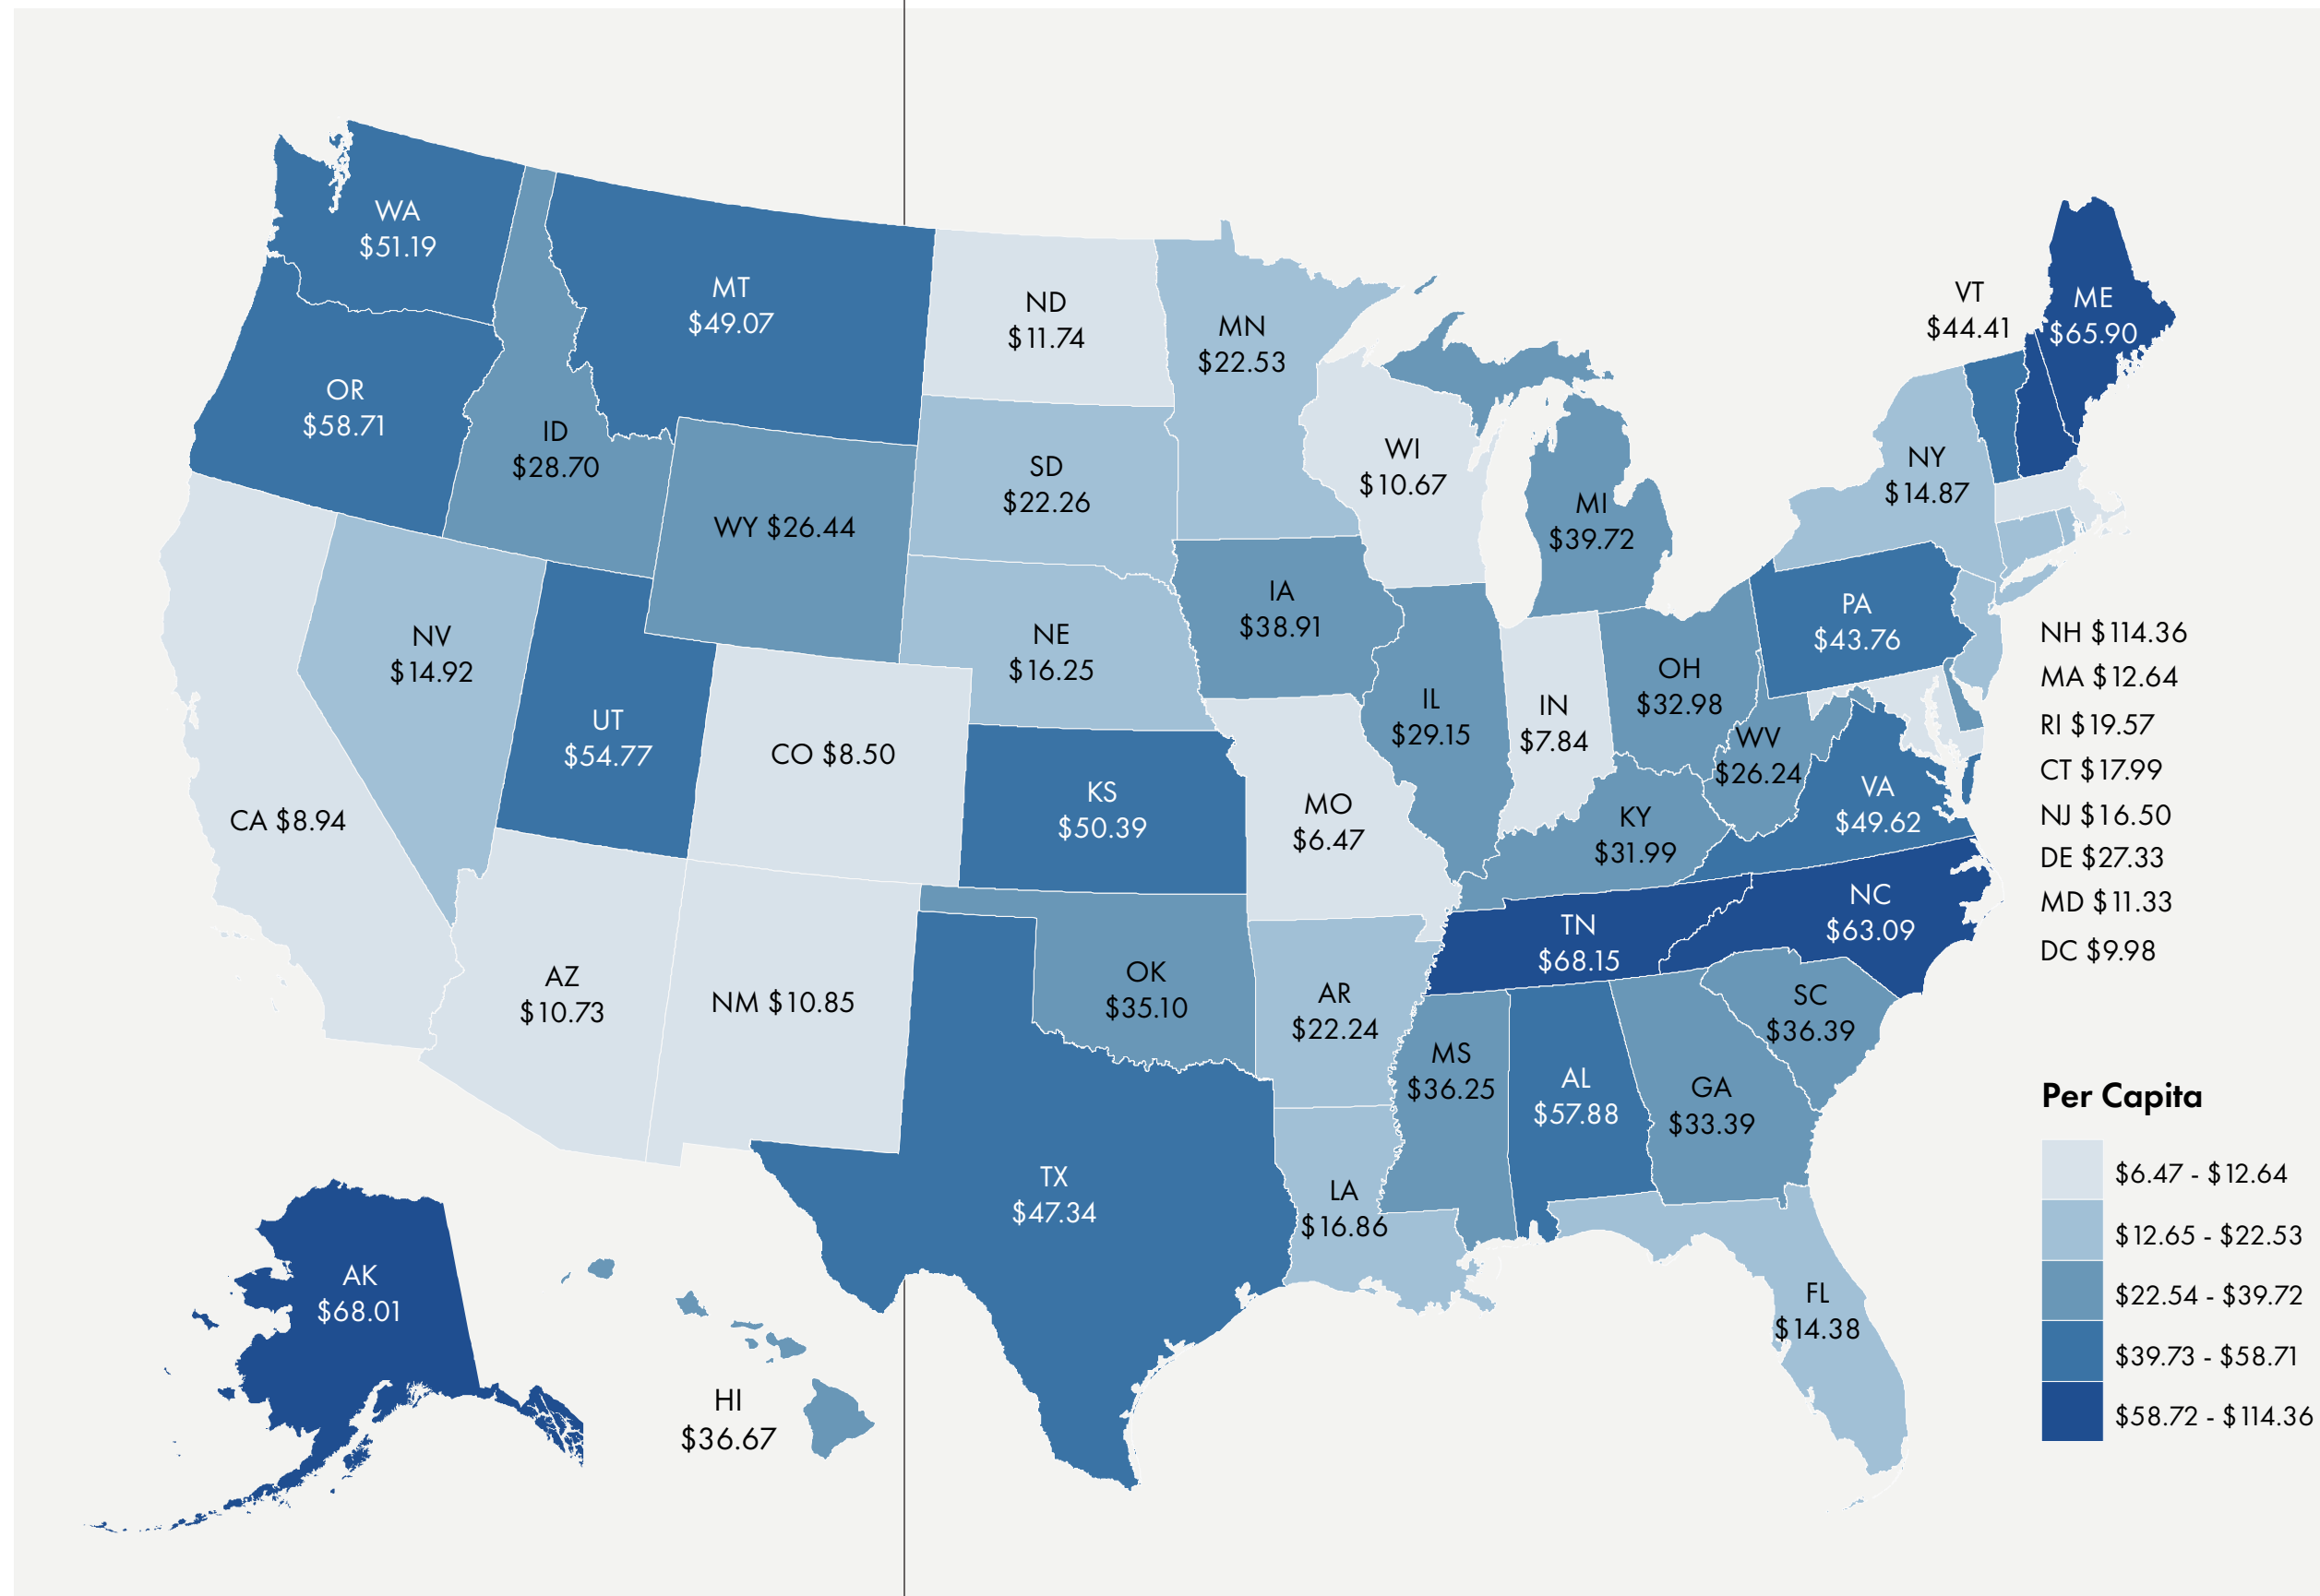 WA
$51.19
MT
$49.07
ND
$11.74
MN
$22.53
VT
$44.41
ME
$65.90
OR
$58.71
ID
$28.70
SD
$22.26
WI
$10.67
NY
$14.87
WY $26.44
MI
$39.72
IA
$38.91
PA
$43.76
NV
$14.92
NE
$16.25
OH
$32.98
UT
$54.77
CO $8.50
IL
$29.15
IN
$7.84
WV
$26.24
CA $8.94
KS
$50.39
MO
$6.47
KY
$31.99
VA
$49.62
NH $114.36
MA $12.64
RI $19.57
CT $17.99
NJ $16.50
DE $27.33
MD $11.33
DC $9.98
AZ
$10.73
NM $10.85
OK
$35.10
AR
$22.24
TN
$68.15
NC
$63.09
SC
$36.39
MS
$36.25
AL
$57.88
GA
$33.39
TX
$47.34
LA
$16.86
FL
$14.38
AK
$68.01
HI
$36.67
Per Capita
$6.47 - $12.64
$12.65 - $22.53
$22.54 - $39.72
$39.73 - $58.71
$58.72 - $114.36